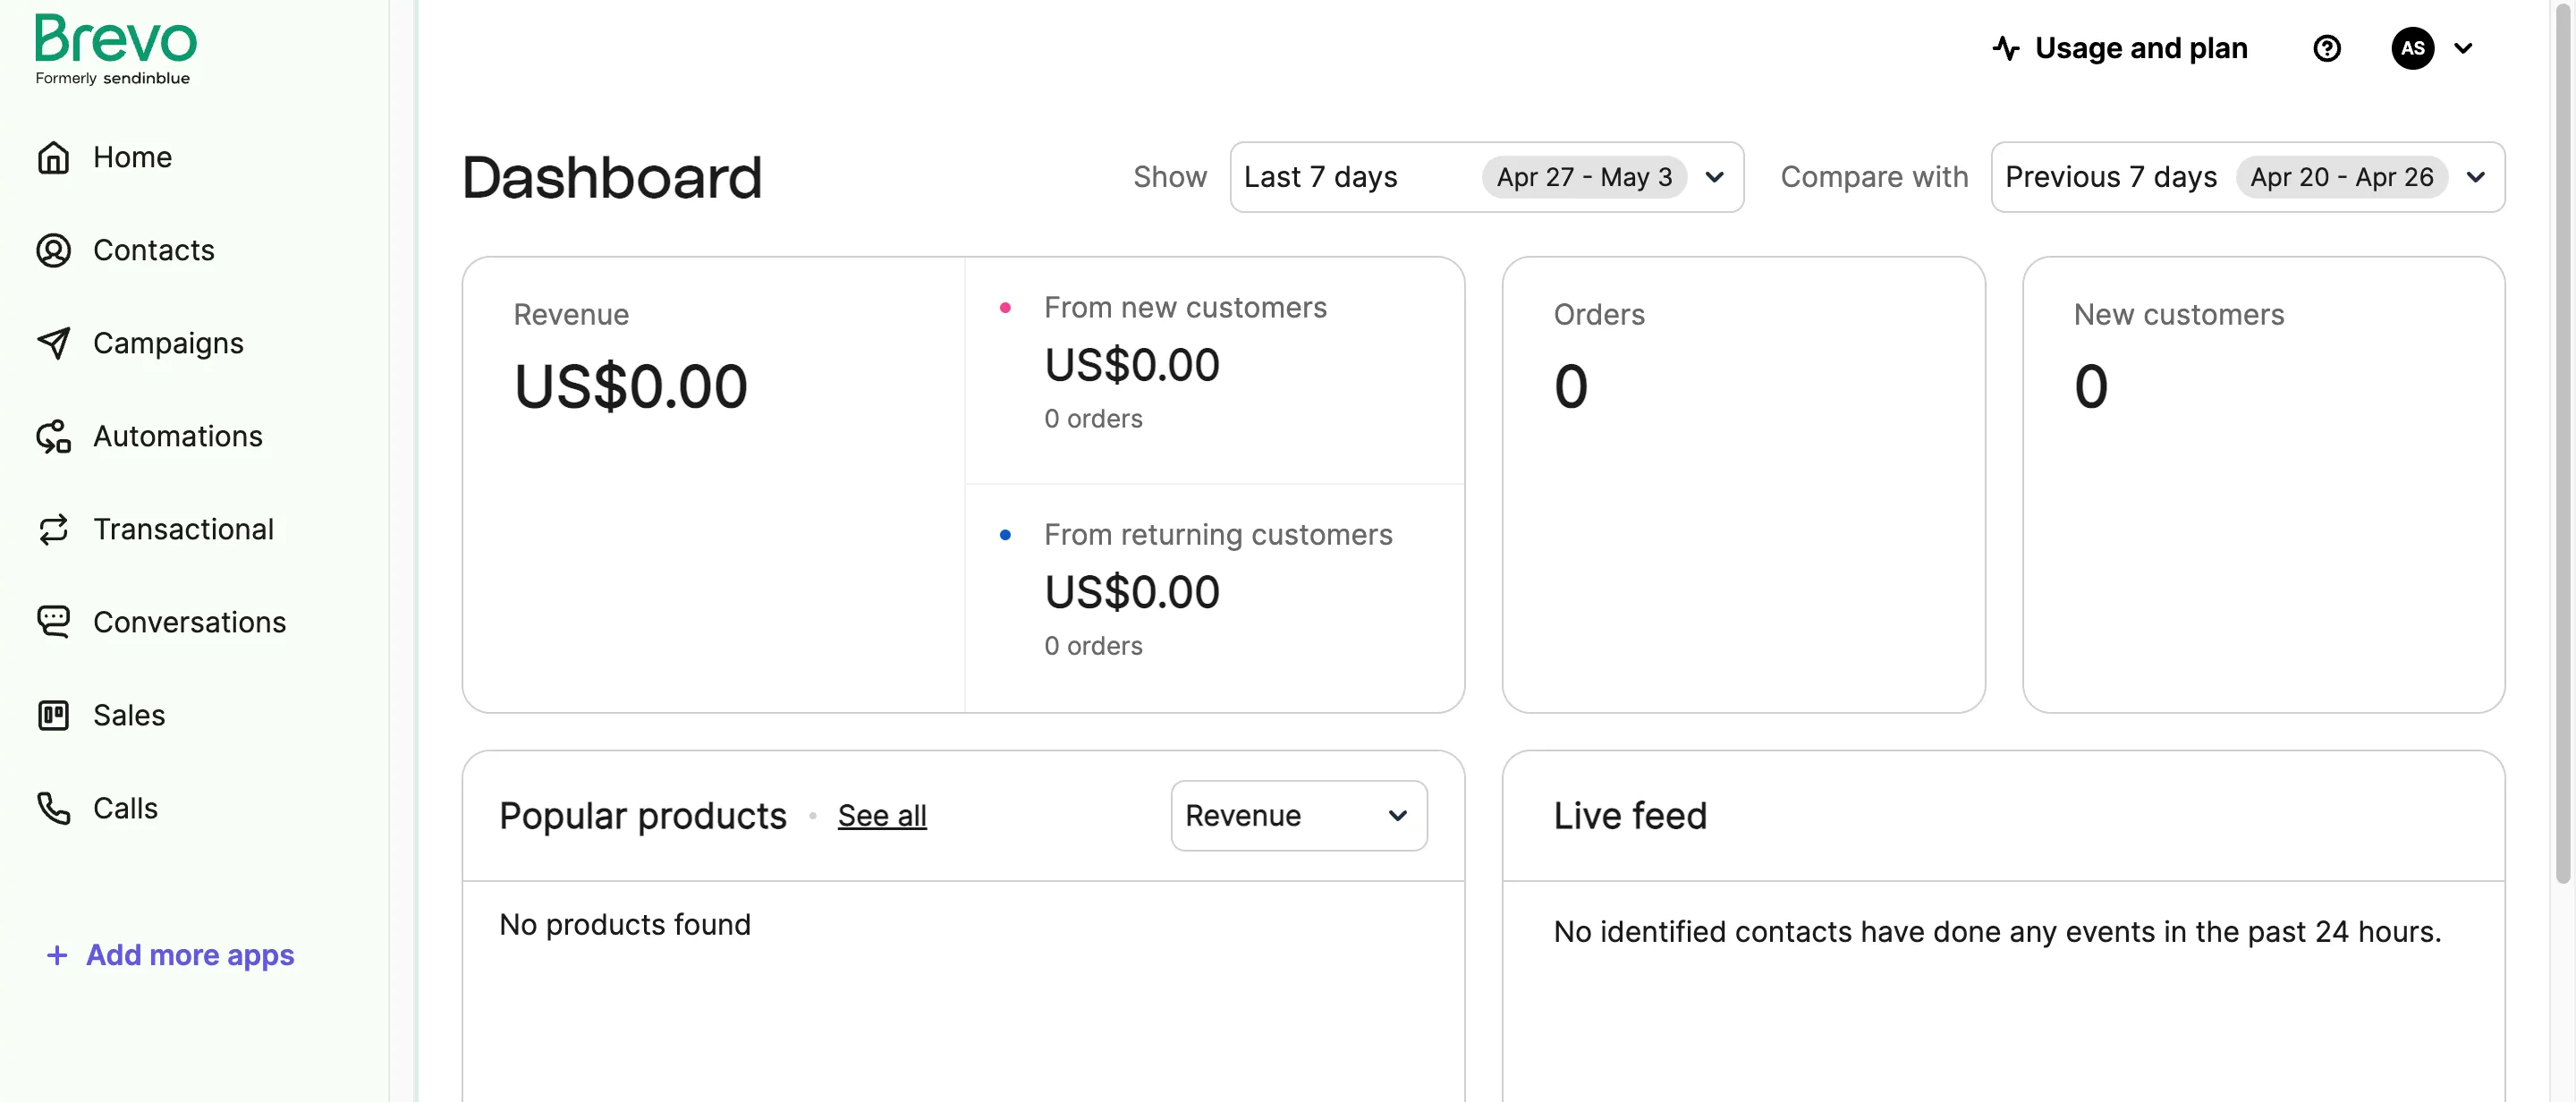 Brevo
Formerly sendinblue
Home
Contacts
Campaigns
Automations
Transactional
Conversations
Sales
Calls
+ Add more apps
Usage and plan
AS
Dashboard
Show
Last 7 days
Apr 27 - May 3
Compare with
Previous 7 days
Apr 20 - Apr 26
Revenue
US$0.00
From new customers
US$0.00
0 orders
From returning customers
US$0.00
0 orders
Orders
0
New customers
0
Popular products · See all
Revenue
No products found
Live feed
No identified contacts have done any events in the past 24 hours.